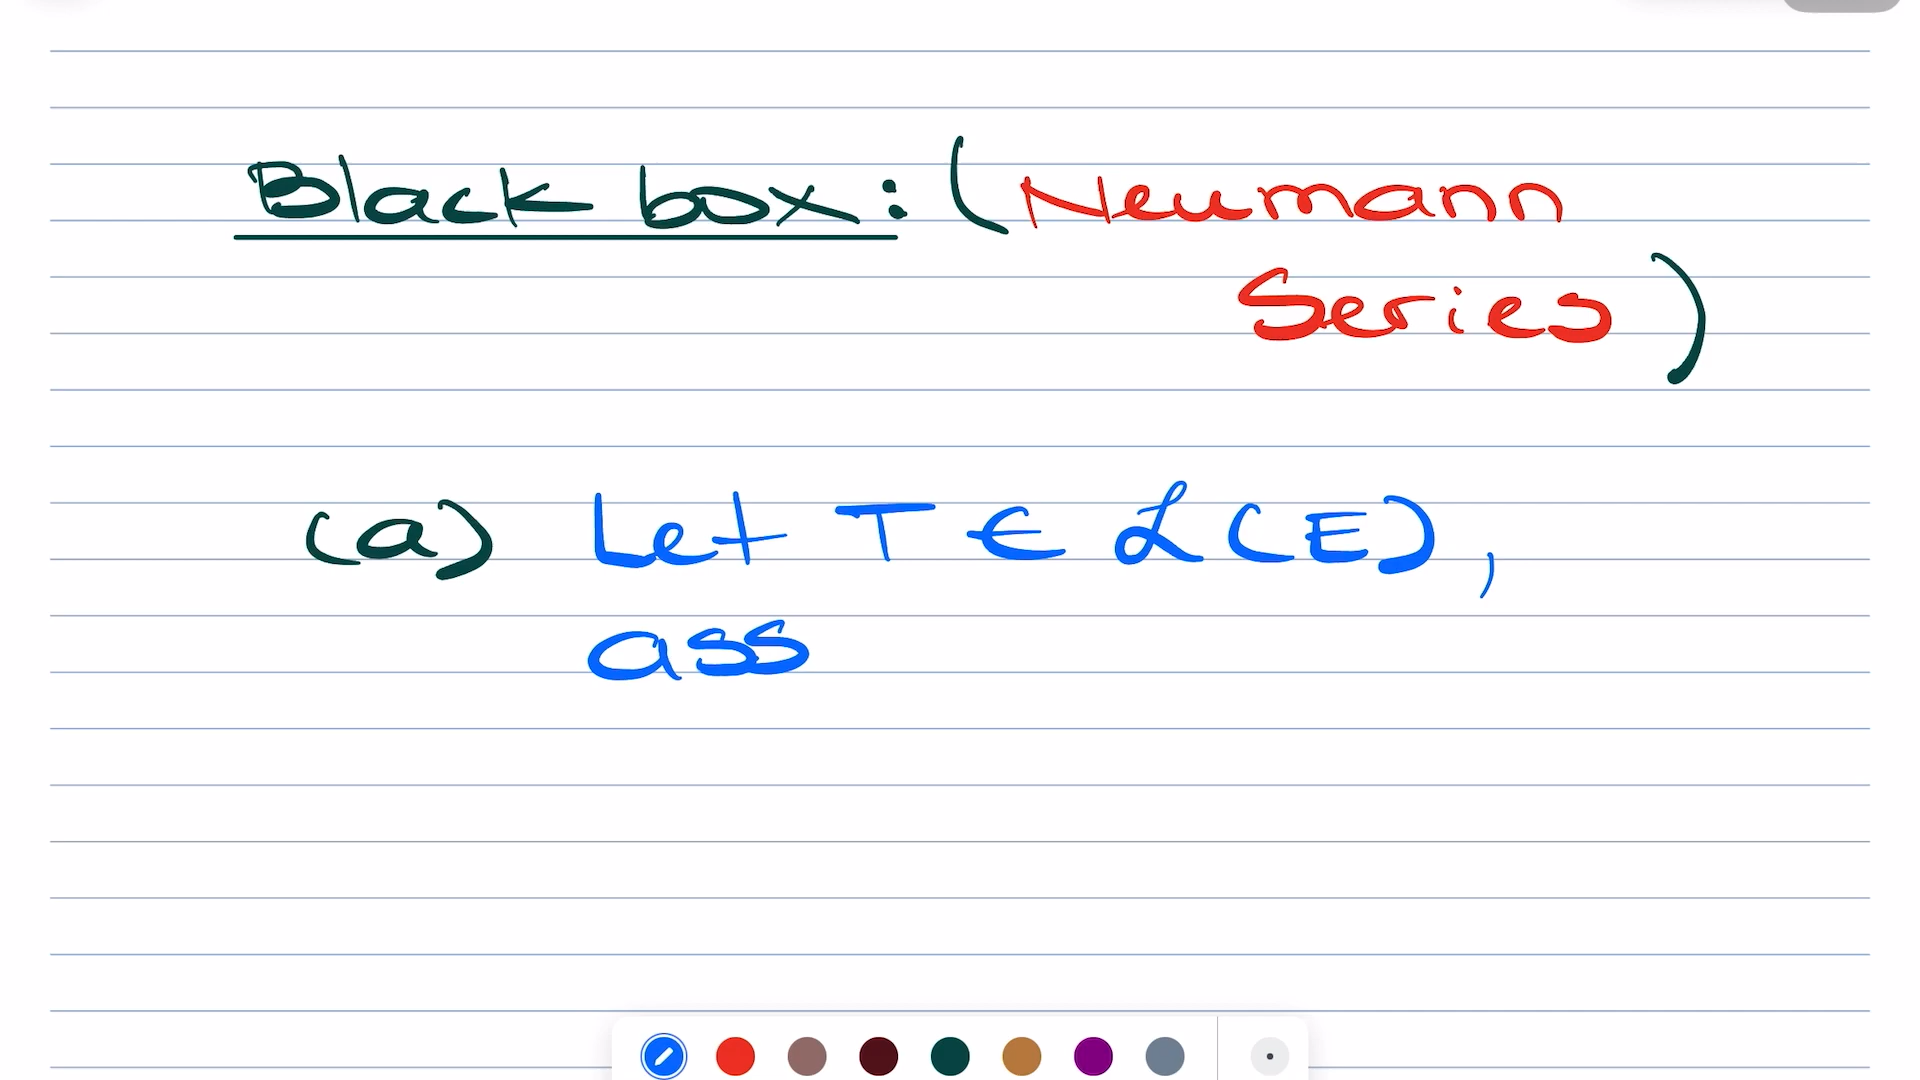 Black box: (Neumann
Series)
(a) Let T ∈ ℒ(E),
ass